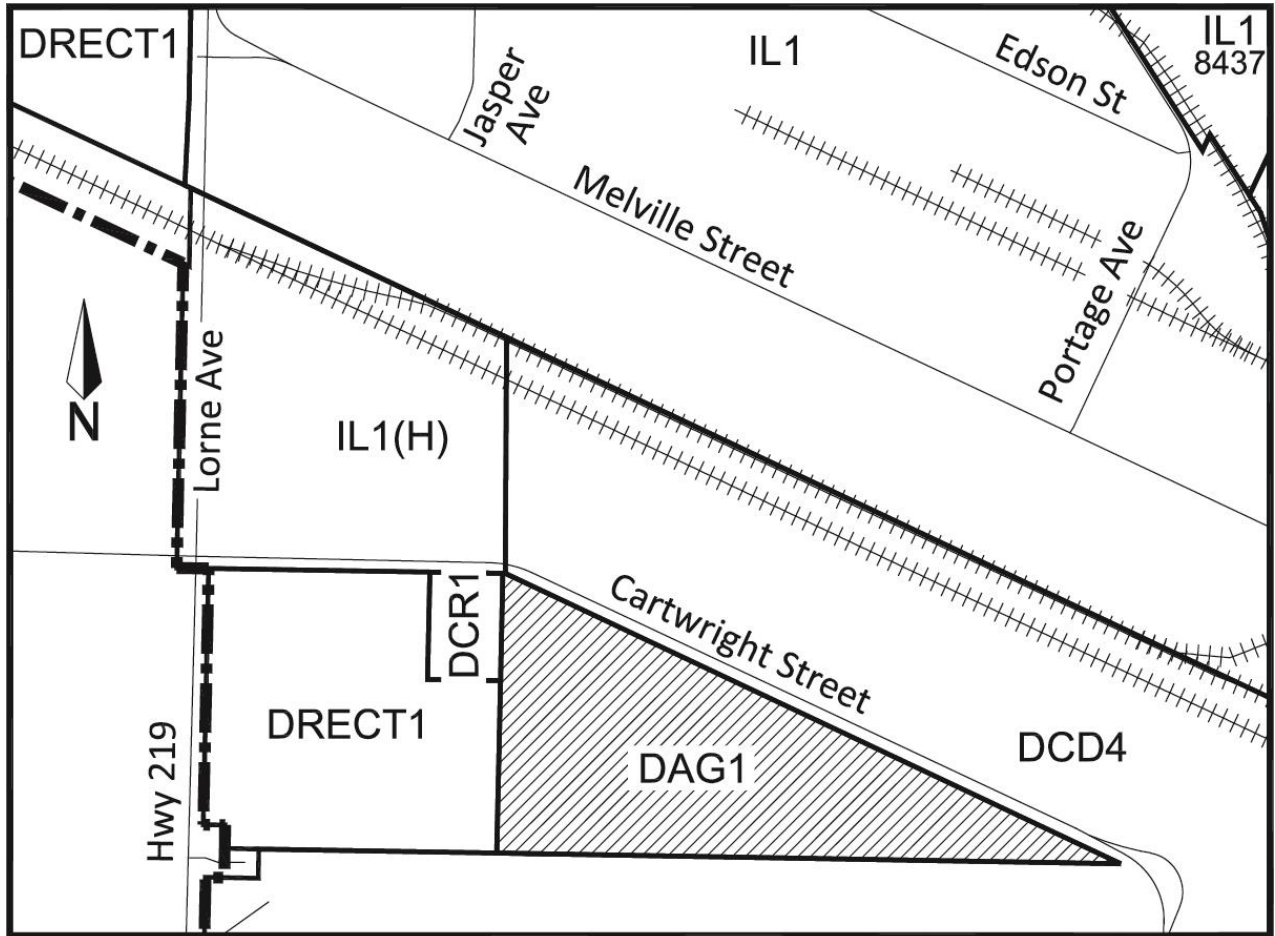 DRECT1
IL1
IL1
8437
Edson St
Jasper
Ave
Melville Street
Portage Ave
Lorne Ave
N
IL1(H)
Cartwright Street
DCR1
DRECT1
DAG1
DCD4
Hwy 219